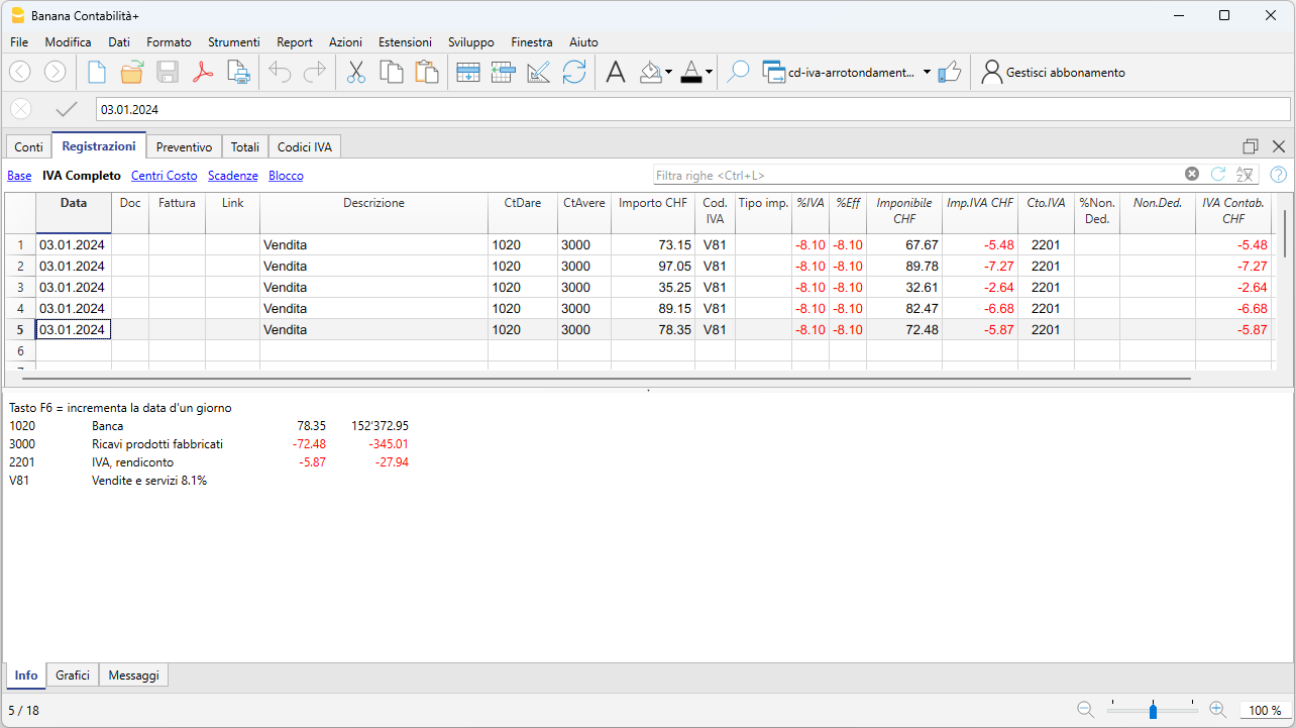 Banana Contabilità+
File Modifica Dati Formato Strumenti Report Azioni Estensioni Sviluppo Finestra Aiuto
cd-iva-arrotondament... Gestisci abbonamento
03.01.2024
Conti Registrazioni Preventivo Totali Codici IVA
Base IVA Completo Centri Costo Scadenze Blocco Filtra righe <Ctrl+L>
Data Doc Fattura Link Descrizione CtDare CtAvere Importo CHF Cod. IVA Tipo imp. %IVA %Eff Imponibile CHF Imp.IVA CHF Cto.IVA %Non. Ded. Non.Ded. IVA Contab. CHF
1 03.01.2024 Vendita 1020 3000 73.15 V81 -8.10 -8.10 67.67 -5.48 2201 -5.48
2 03.01.2024 Vendita 1020 3000 97.05 V81 -8.10 -8.10 89.78 -7.27 2201 -7.27
3 03.01.2024 Vendita 1020 3000 35.25 V81 -8.10 -8.10 32.61 -2.64 2201 -2.64
4 03.01.2024 Vendita 1020 3000 89.15 V81 -8.10 -8.10 82.47 -6.68 2201 -6.68
5 03.01.2024 Vendita 1020 3000 78.35 V81 -8.10 -8.10 72.48 -5.87 2201 -5.87
6
Tasto F6 = incrementa la data d'un giorno
1020 Banca 78.35 152'372.95
3000 Ricavi prodotti fabbricati -72.48 -345.01
2201 IVA, rendiconto -5.87 -27.94
V81 Vendite e servizi 8.1%
Info Grafici Messaggi
5 / 18 100 %